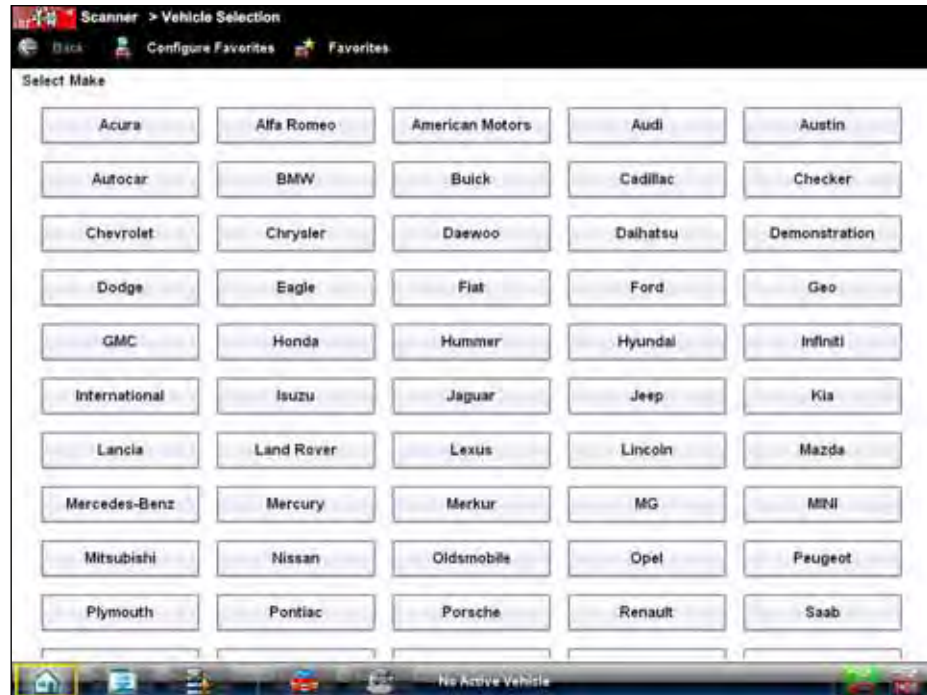 Scanner > Vehicle Selection
Back Configure Favorites Favorites
Select Make
Acura Alfa Romeo American Motors Audi Austin
Autocar BMW Buick Cadillac Checker
Chevrolet Chrysler Daewoo Daihatsu Demonstration
Dodge Eagle Fiat Ford Geo
GMC Honda Hummer Hyundai Infiniti
International Isuzu Jaguar Jeep Kia
Lancia Land Rover Lexus Lincoln Mazda
Mercedes-Benz Mercury Merkur MG MINI
Mitsubishi Nissan Oldsmobile Opel Peugeot
Plymouth Pontiac Porsche Renault Saab
No Active Vehicle